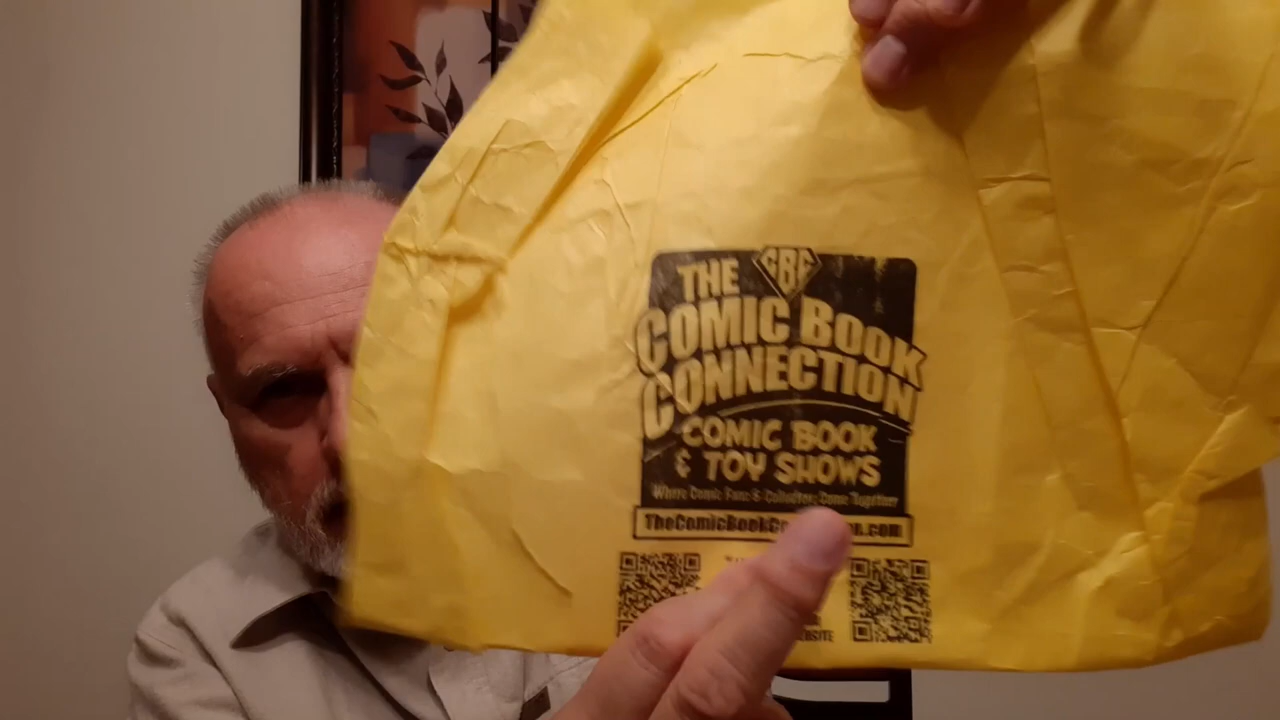 CBC
THE
COMIC BOOK
CONNECTION
COMIC BOOK
& TOY SHOWS
Where Comic Fans & Collectors Come Together